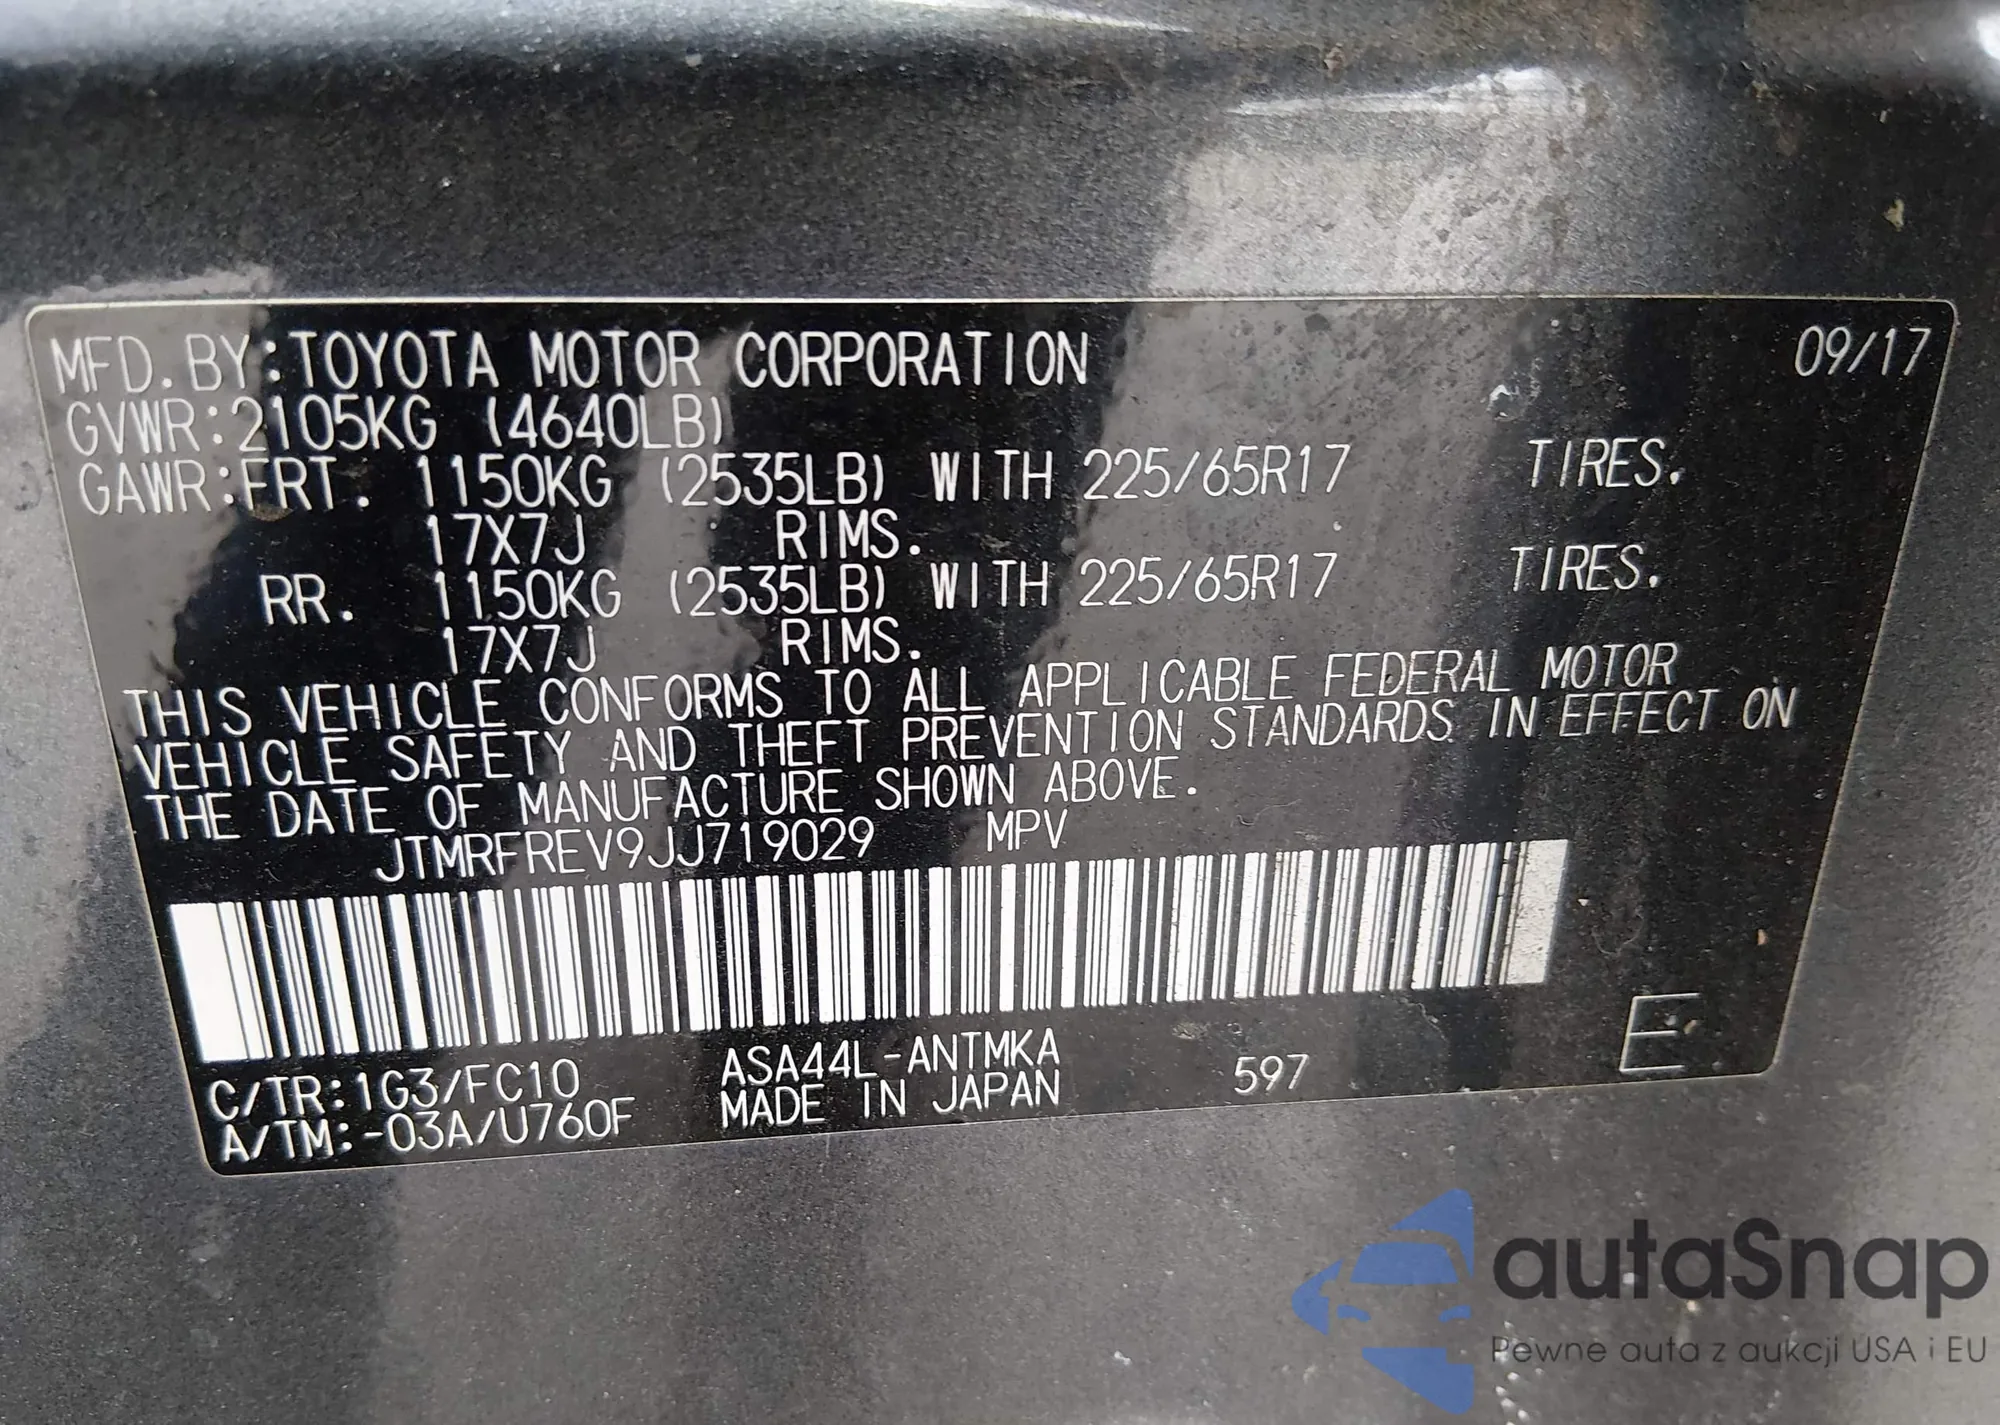 MFD. BY: TOYOTA MOTOR CORPORATION 09/17
GVWR: 2105KG (4640LB)
GAWR: FRT. 1150KG (2535LB) WITH 225/65R17 TIRES.
17X7J RIMS.
RR. 1150KG (2535LB) WITH 225/65R17 TIRES.
17X7J RIMS.
THIS VEHICLE CONFORMS TO ALL APPLICABLE FEDERAL MOTOR
VEHICLE SAFETY AND THEFT PREVENTION STANDARDS IN EFFECT ON
THE DATE OF MANUFACTURE SHOWN ABOVE.
JTMRFREV9JJ719029 MPV
C/TR: 1G3/FC10 ASA44L-ANTMKA 597 E
A/TM: -03A/U760F MADE IN JAPAN
autaSnap
Pewne auta z aukcji USA i EU